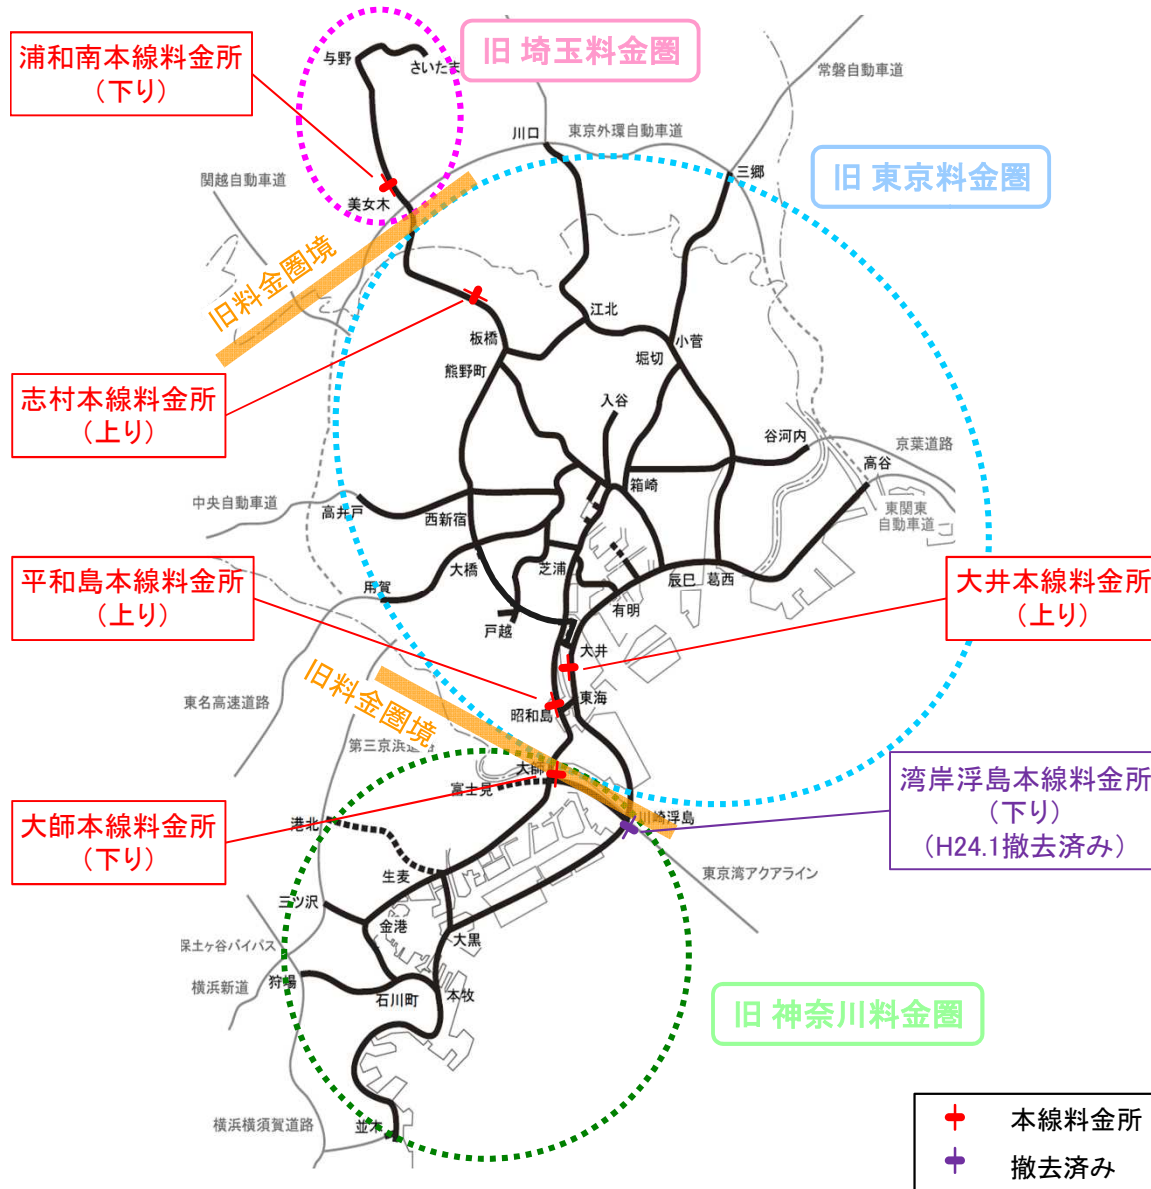 浦和南本線料金所
（下り）
旧 埼玉料金圏
与野
さいたま
常磐自動車道
川口
東京外環自動車道
三郷
旧 東京料金圏
関越自動車道
美女木
旧料金圏境
江北
板橋
小菅
堀切
熊野町
志村本線料金所
（上り）
入谷
谷河内
京葉道路
高谷
箱崎
中央自動車道
高井戸
西新宿
東関東
自動車道
大橋
芝浦
辰巳
葛西
用賀
有明
平和島本線料金所
（上り）
戸越
大井本線料金所
（上り）
大井
旧料金圏境
東海
昭和島
東名高速道路
第三京浜道
大師
富士見
湾岸浮島本線料金所
（下り）
（H24.1撤去済み）
川崎浮島
大師本線料金所
（下り）
港北
東京湾アクアライン
生麦
三ツ沢
金港
大黒
保土ヶ谷バイパス
狩場
横浜新道
石川町
本牧
旧 神奈川料金圏
横浜横須賀道路
並木
本線料金所
撤去済み